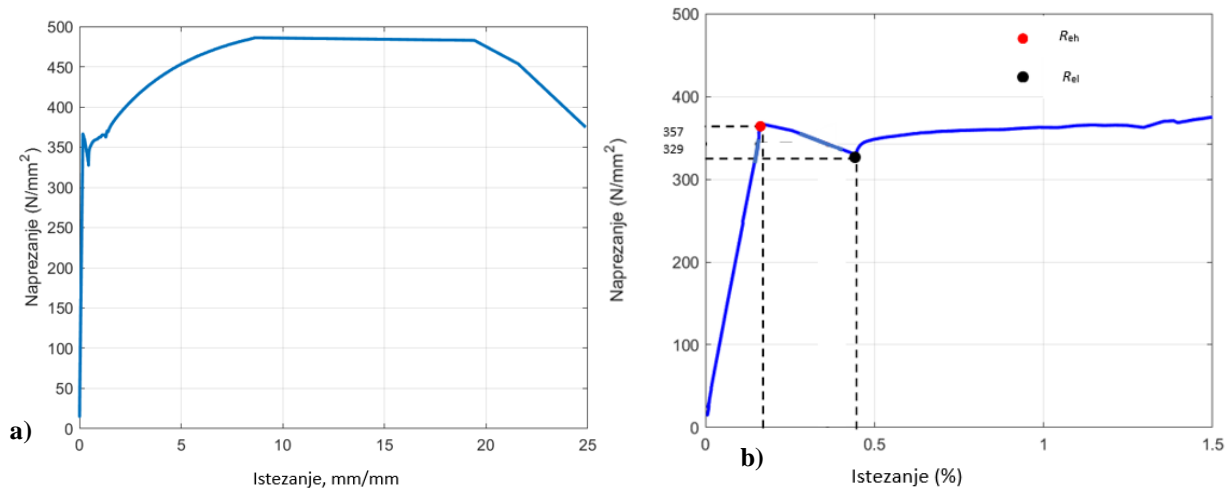 500
450
400
350
300
250
200
150
100
50
0
0 5 10 15 20 25
Naprezanje (N/mm²)
Istezanje, mm/mm
a)
500
400
357
329
300
200
100
0
0 0.5 1 1.5
Naprezanje (N/mm²)
Istezanje (%)
Reh
Rel
b)